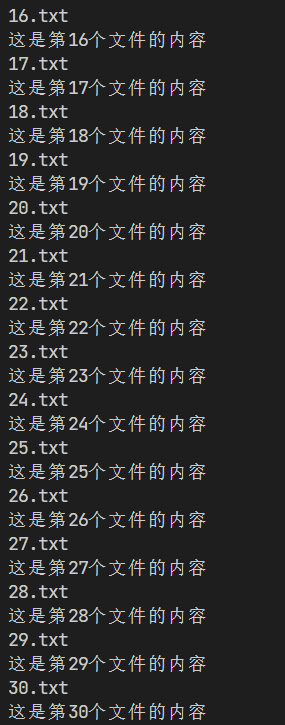 16.txt
这是第16个文件的内容
17.txt
这是第17个文件的内容
18.txt
这是第18个文件的内容
19.txt
这是第19个文件的内容
20.txt
这是第20个文件的内容
21.txt
这是第21个文件的内容
22.txt
这是第22个文件的内容
23.txt
这是第23个文件的内容
24.txt
这是第24个文件的内容
25.txt
这是第25个文件的内容
26.txt
这是第26个文件的内容
27.txt
这是第27个文件的内容
28.txt
这是第28个文件的内容
29.txt
这是第29个文件的内容
30.txt
这是第30个文件的内容